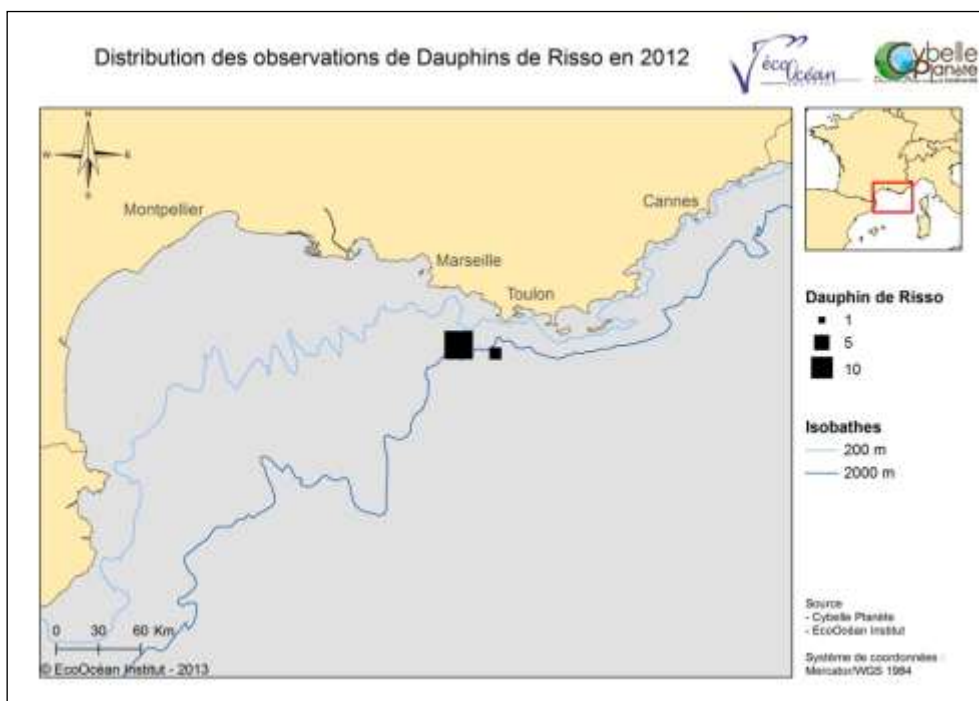 Distribution des observations de Dauphins de Risso en 2012
écoOcéan
Cybelle
Planète
N
W E
S
Montpellier
Cannes
Marseille
Toulon
Dauphin de Risso
1
5
10
Isobathes
200 m
2000 m
0 30 60 Km
© EcoOcéan Institut - 2013
Source
- Cybelle Planète
- EcoOcéan Institut
Système de coordonnées :
Mercator/WGS 1984